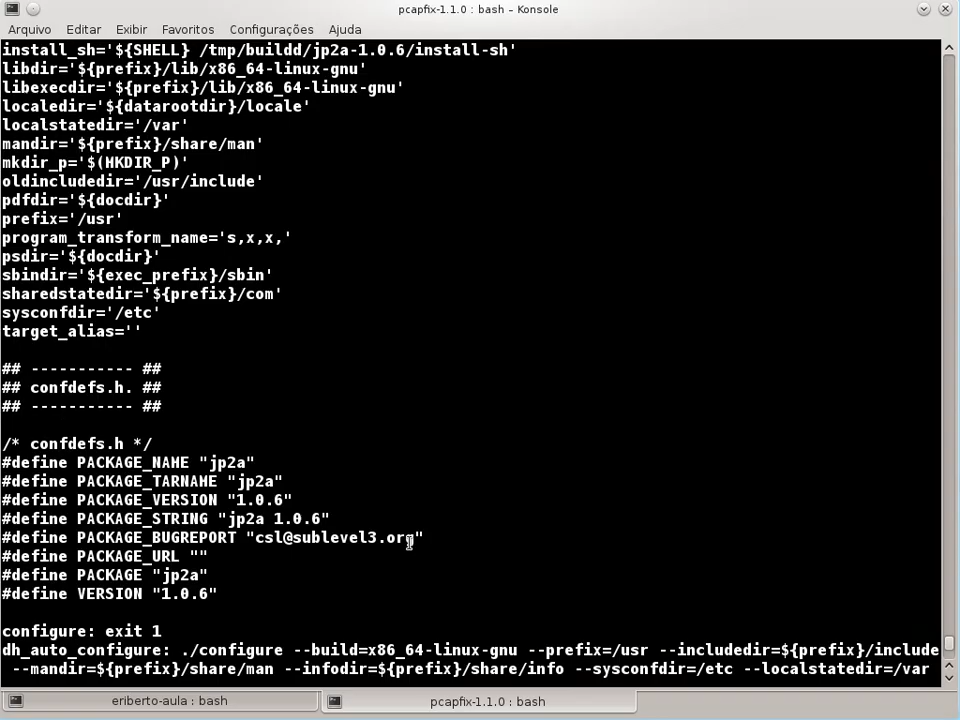 pcapfix-1.1.0 : bash – Konsole
Arquivo Editar Exibir Favoritos Configurações Ajuda
install_sh='${SHELL} /tmp/buildd/jp2a-1.0.6/install-sh'
libdir='${prefix}/lib/x86_64-linux-gnu'
libexecdir='${prefix}/lib/x86_64-linux-gnu'
localedir='${datarootdir}/locale'
localstatedir='/var'
mandir='${prefix}/share/man'
mkdir_p='$(MKDIR_P)'
oldincludedir='/usr/include'
pdfdir='${docdir}'
prefix='/usr'
program_transform_name='s,x,x,'
psdir='${docdir}'
sbindir='${exec_prefix}/sbin'
sharedstatedir='${prefix}/com'
sysconfdir='/etc'
target_alias=''
## ----------- ##
## confdefs.h. ##
## ----------- ##
/* confdefs.h */
#define PACKAGE_NAME "jp2a"
#define PACKAGE_TARNAME "jp2a"
#define PACKAGE_VERSION "1.0.6"
#define PACKAGE_STRING "jp2a 1.0.6"
#define PACKAGE_BUGREPORT "csl@sublevel3.org"
#define PACKAGE_URL ""
#define PACKAGE "jp2a"
#define VERSION "1.0.6"
configure: exit 1
dh_auto_configure: ./configure --build=x86_64-linux-gnu --prefix=/usr --includedir=${prefix}/include
--mandir=${prefix}/share/man --infodir=${prefix}/share/info --sysconfdir=/etc --localstatedir=/var
eriberto-aula : bash
pcapfix-1.1.0 : bash